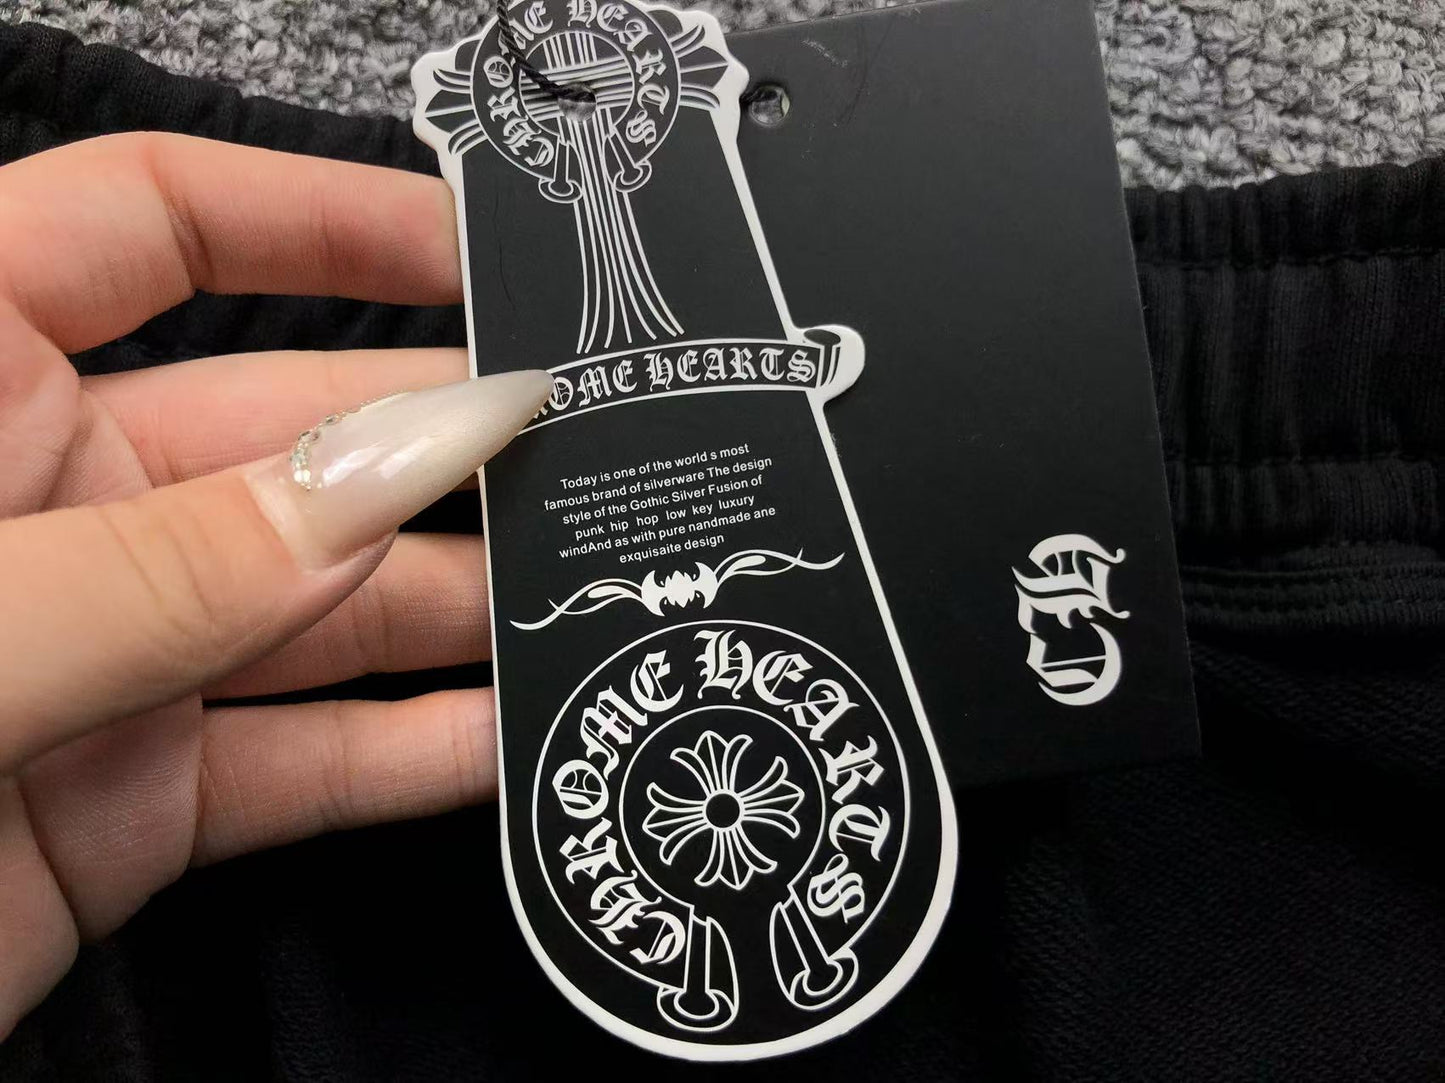 CHROME HEARTS
OME HEARTS
Today is one of the world s most
famous brand of silverware The design
style of the Gothic Silver Fusion of
punk hip hop low key luxury
windAnd as with pure nandmade ane
exquisaite design
CHROME HEARTS
CH